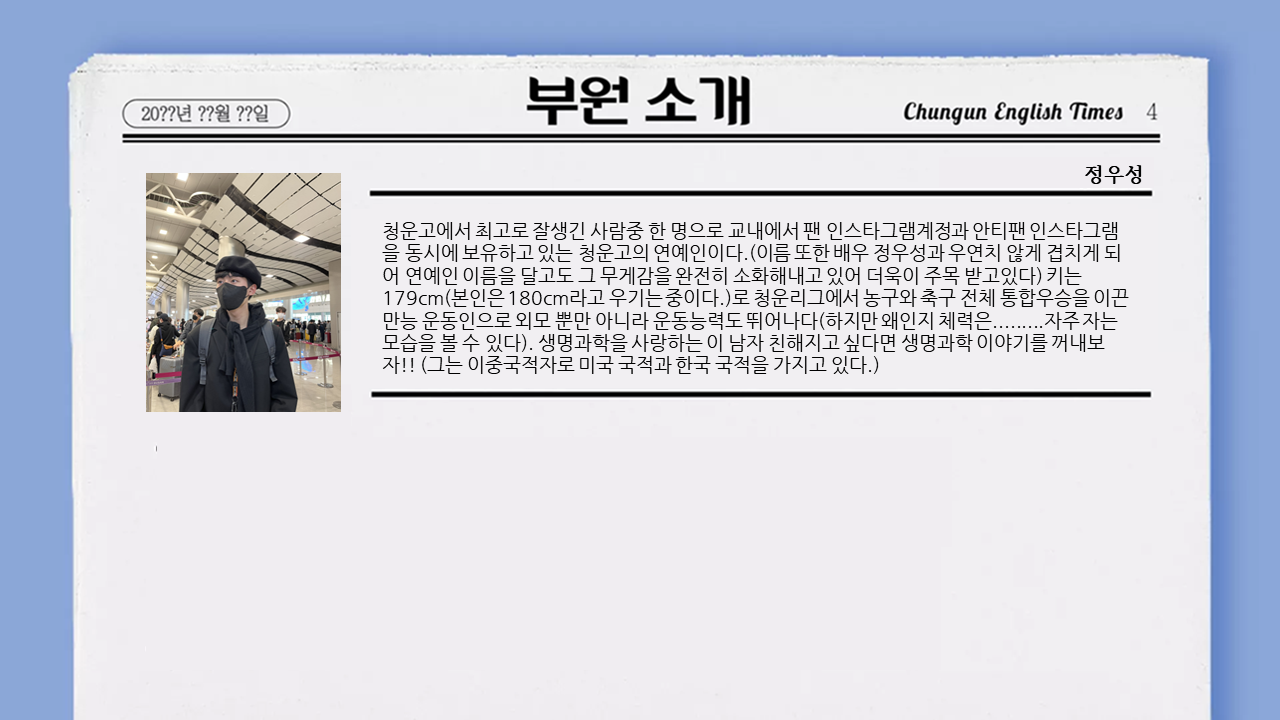 부원 소개
20??년 ??월 ??일
Chungun English Times 4
정우성
청운고에서 최고로 잘생긴 사람중 한 명으로 교내에서 팬 인스타그램계정과 안티팬 인스타그램
을 동시에 보유하고 있는 청운고의 연예인이다.(이름 또한 배우 정우성과 우연치 않게 겹치게 되
어 연예인 이름을 달고도 그 무게감을 완전히 소화해내고 있어 더욱이 주목 받고있다) 키는
179cm(본인은 180cm라고 우기는 중이다.)로 청운리그에서 농구와 축구 전체 통합우승을 이끈
만능 운동인으로 외모 뿐만 아니라 운동능력도 뛰어나다(하지만 왜인지 체력은.........자주 자는
모습을 볼 수 있다). 생명과학을 사랑하는 이 남자 친해지고 싶다면 생명과학 이야기를 꺼내보
자!! (그는 이중국적자로 미국 국적과 한국 국적을 가지고 있다.)